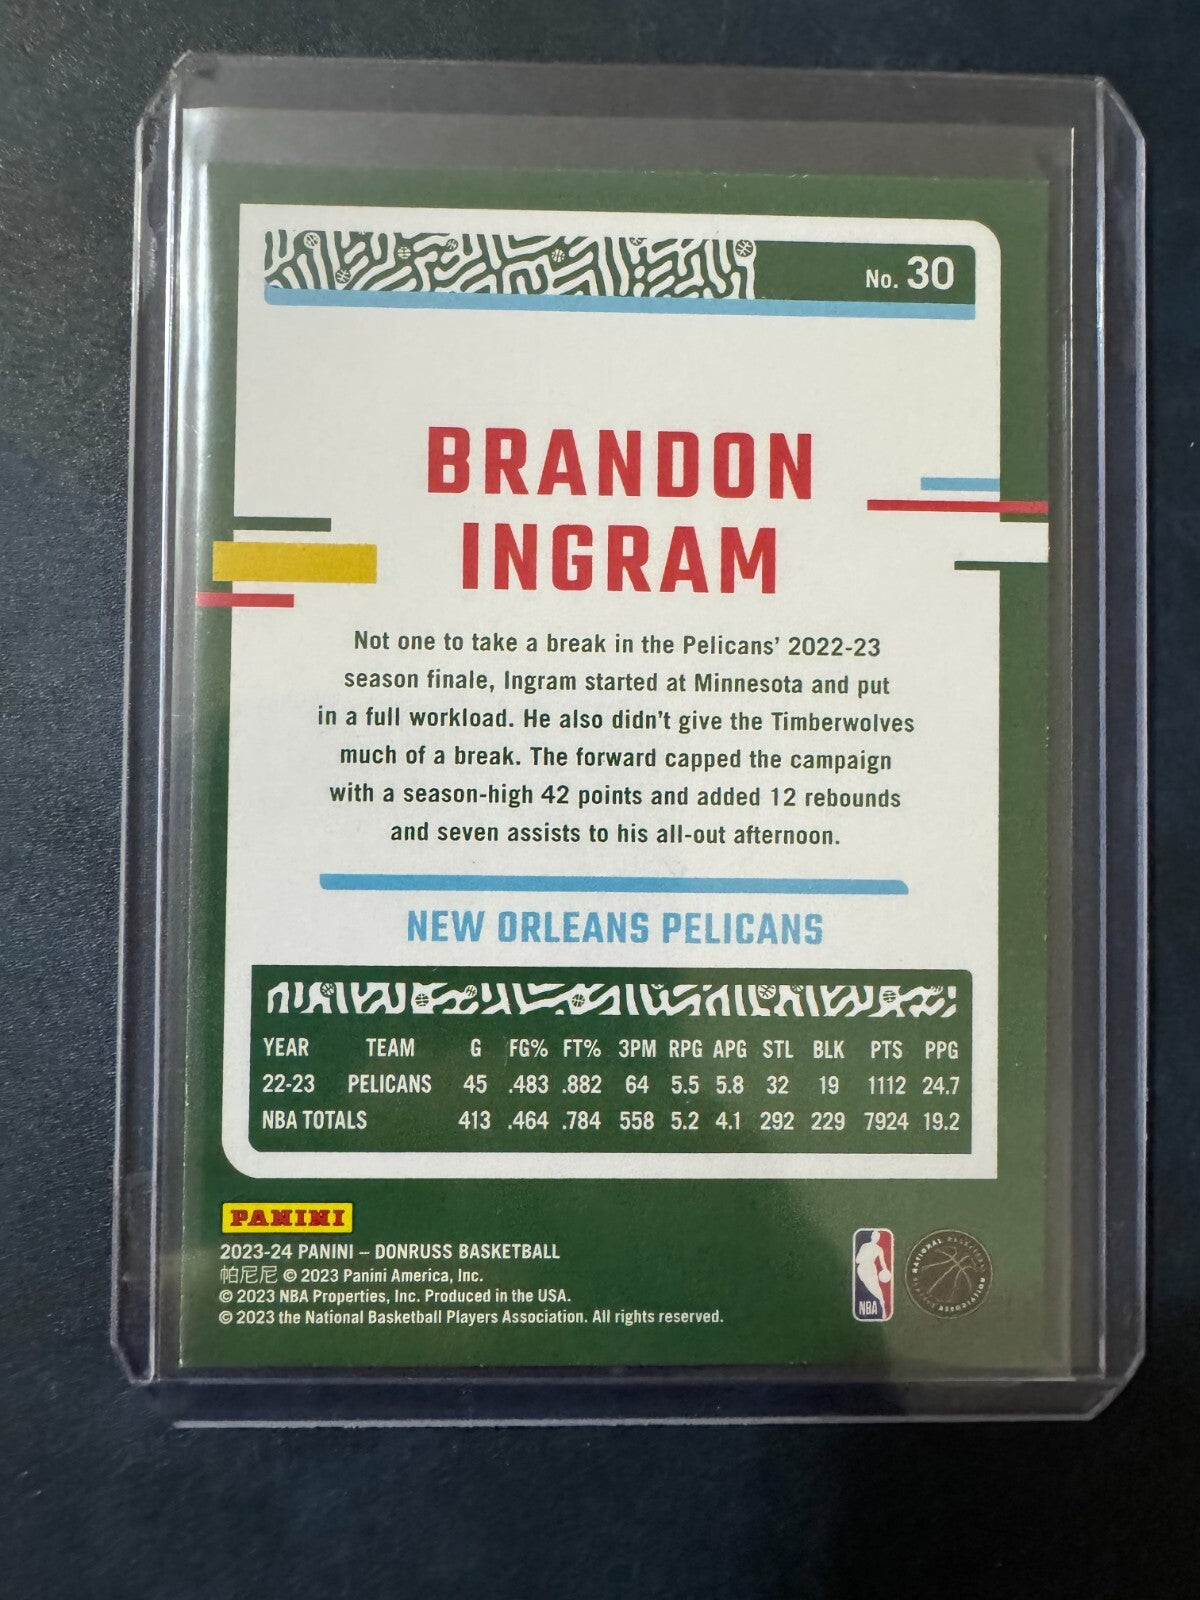 No. 30
BRANDON
INGRAM
Not one to take a break in the Pelicans' 2022-23
season finale, Ingram started at Minnesota and put
in a full workload. He also didn't give the Timberwolves
much of a break. The forward capped the campaign
with a season-high 42 points and added 12 rebounds
and seven assists to his all-out afternoon.
NEW ORLEANS PELICANS
YEAR TEAM G FG% FT% 3PM RPG APG STL BLK PTS PPG
22-23 PELICANS 45 .483 .882 64 5.5 5.8 32 19 1112 24.7
NBA TOTALS 413 .464 .784 558 5.2 4.1 292 229 7924 19.2
PANINI
2023-24 PANINI – DONRUSS BASKETBALL
帕尼尼 © 2023 Panini America, Inc.
© 2023 NBA Properties, Inc. Produced in the USA.
© 2023 the National Basketball Players Association. All rights reserved.
NBA
NATIONAL BASKETBALL
ASSOCIATION